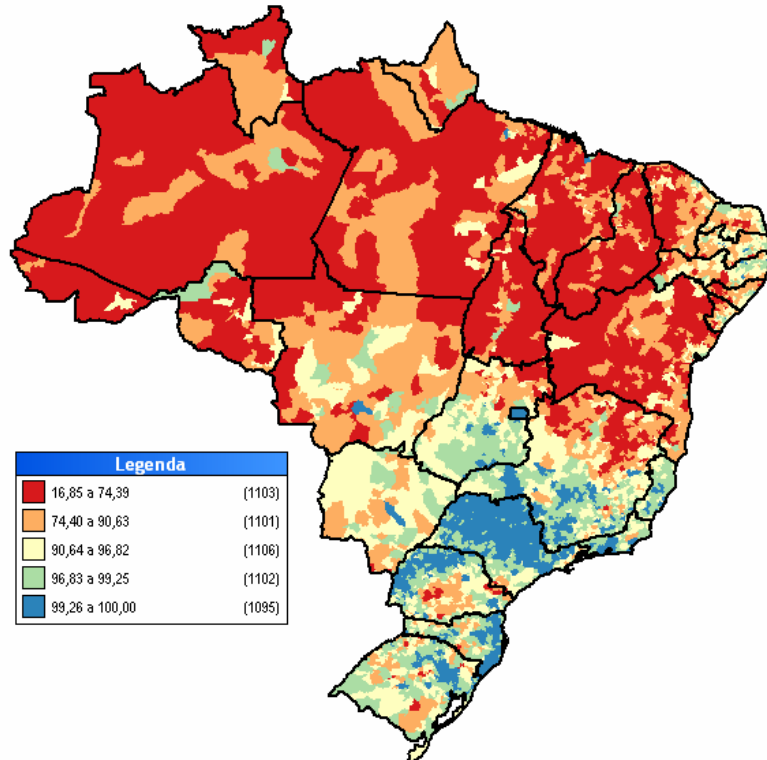 Legenda
16,85 a 74,39 (1103)
74,40 a 90,63 (1101)
90,64 a 96,82 (1106)
96,83 a 99,25 (1102)
99,26 a 100,00 (1095)